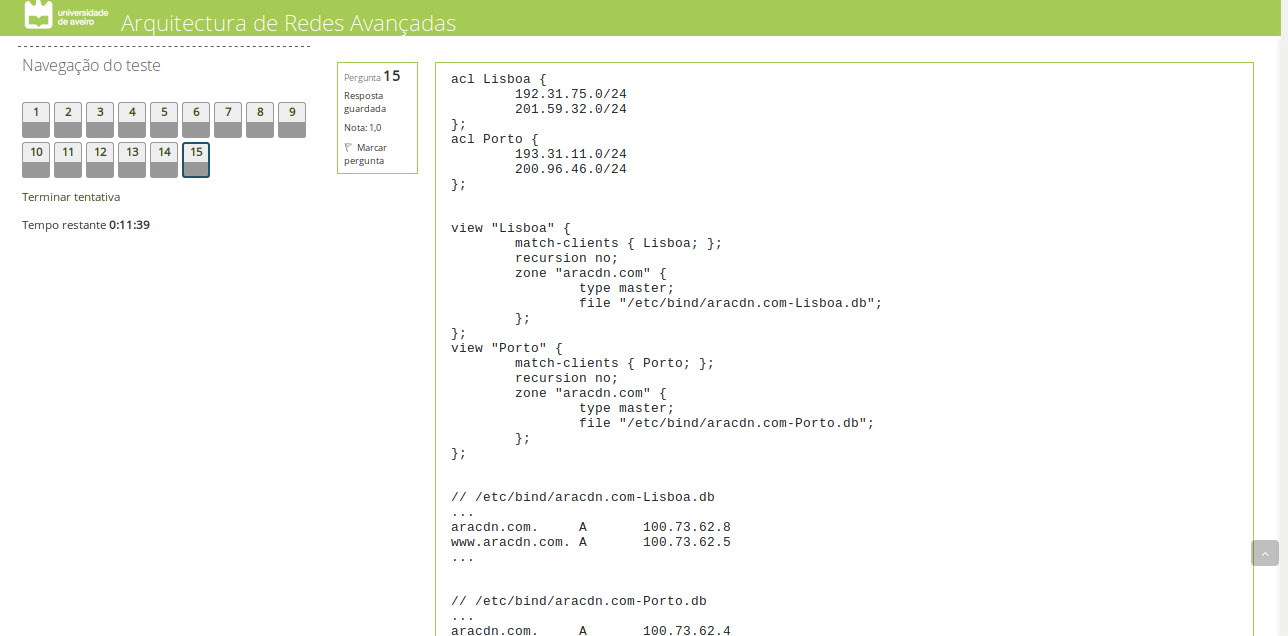 universidade
de aveiro
Arquitectura de Redes Avançadas
Navegação do teste
1 2 3 4 5 6 7 8 9
10 11 12 13 14 15
Terminar tentativa
Tempo restante 0:11:39
Pergunta 15
Resposta
guardada
Nota: 1,0
Marcar
pergunta
acl Lisboa {
192.31.75.0/24
201.59.32.0/24
};
acl Porto {
193.31.11.0/24
200.96.46.0/24
};
view "Lisboa" {
match-clients { Lisboa; };
recursion no;
zone "aracdn.com" {
type master;
file "/etc/bind/aracdn.com-Lisboa.db";
};
};
view "Porto" {
match-clients { Porto; };
recursion no;
zone "aracdn.com" {
type master;
file "/etc/bind/aracdn.com-Porto.db";
};
};
// /etc/bind/aracdn.com-Lisboa.db
...
aracdn.com. A 100.73.62.8
www.aracdn.com. A 100.73.62.5
...
// /etc/bind/aracdn.com-Porto.db
...
aracdn.com. A 100.73.62.4